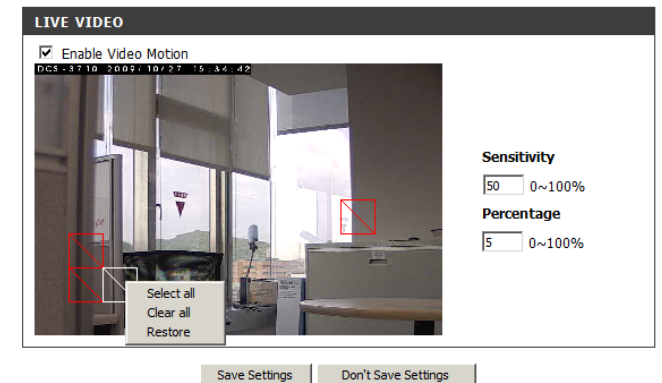 LIVE VIDEO
Enable Video Motion
DCS-3710 2009/10/27 15:34:42
Sensitivity
50 0~100%
Percentage
5 0~100%
Select all
Clear all
Restore
Save Settings Don't Save Settings